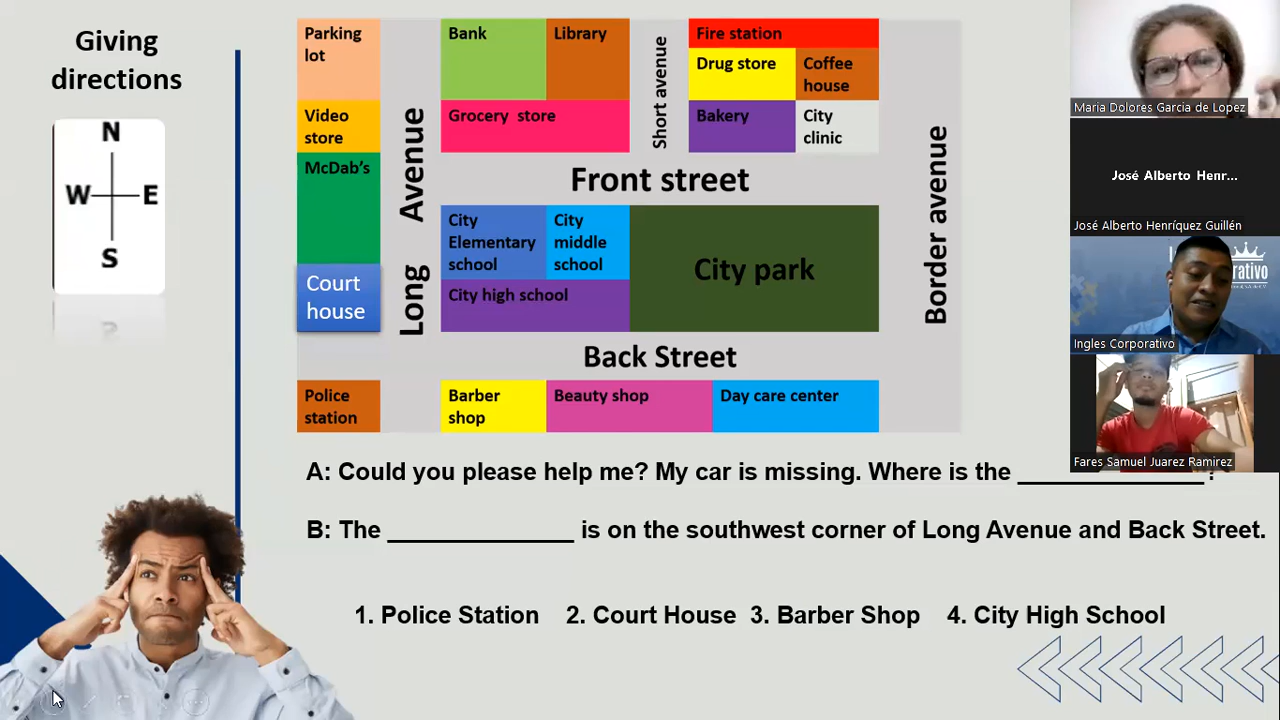 Giving
directions
N
W
E
S
Parking
lot
Video
store
McDab's
Court
house
Police
station
Long Avenue
Bank
Library
Grocery store
Short avenue
Fire station
Drug store
Coffee
house
Bakery
City
clinic
Front street
City
Elementary
school
City
middle
school
City high school
City park
Border avenue
Back Street
Barber
shop
Beauty shop
Day care center
A: Could you please help me? My car is missing. Where is the ______________?
B: The ______________ is on the southwest corner of Long Avenue and Back Street.
1. Police Station 2. Court House 3. Barber Shop 4. City High School
Maria Dolores Garcia de Lopez
José Alberto Henr...
José Alberto Henríquez Guillén
Ingles Corporativo
Fares Samuel Juarez Ramirez